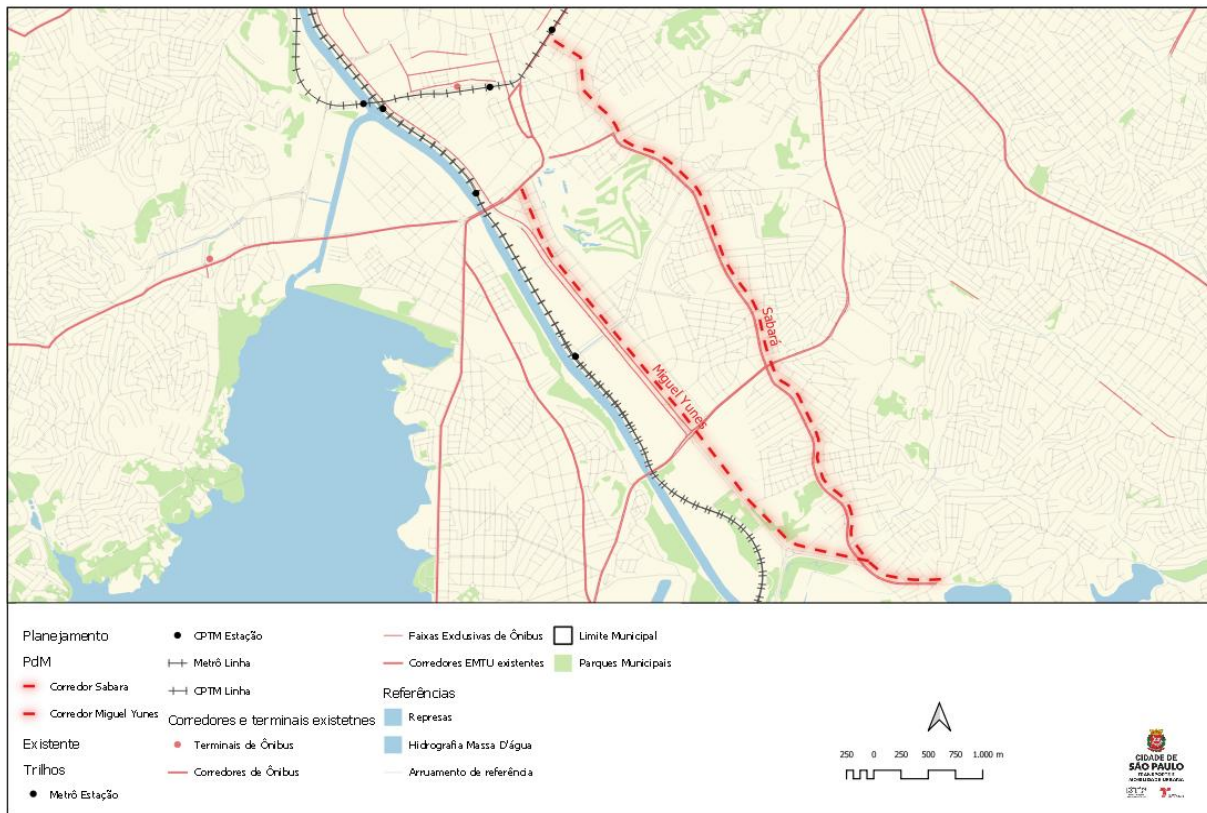 Sabará
Miguel Yunes
Planejamento
PdM
Corredor Sabara
Corredor Miguel Yunes
Existente
Trilhos
Metrô Estação
CPTM Estação
Metrô Linha
CPTM Linha
Corredores e terminais existetnes
Terminais de Ônibus
Corredores de Ônibus
Faixas Exclusivas de Ônibus
Corredores EMTU existentes
Referências
Represas
Hidrografia Massa D'água
Arruamento de referência
Limite Municipal
Parques Municipais
250 0 250 500 750 1.000 m
CIDADE DE
SÃO PAULO
TRANSPORTE E
MOBILIDADE URBANA